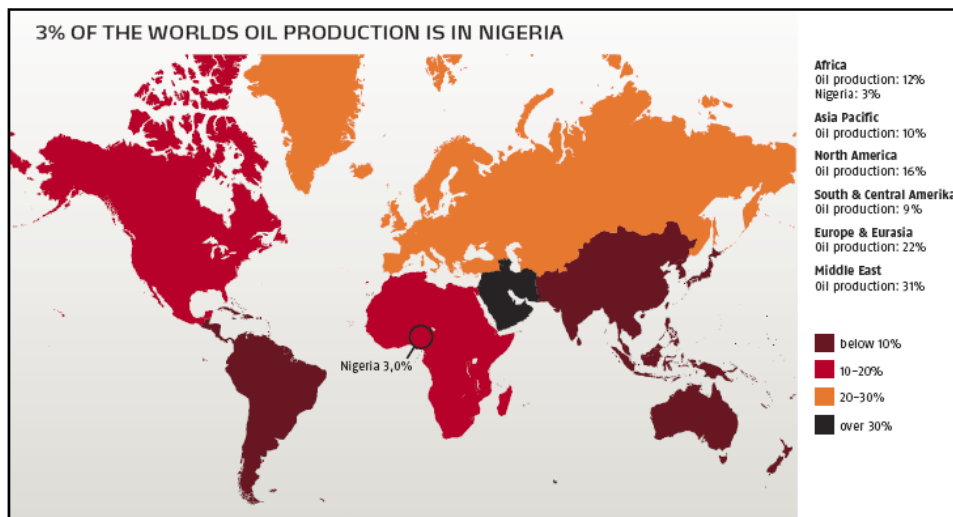 3% OF THE WORLDS OIL PRODUCTION IS IN NIGERIA
Africa
Oil production: 12%
Nigeria: 3%
Asia Pacific
Oil production: 10%
North America
Oil production: 16%
South & Central Amerika
Oil production: 9%
Europe & Eurasia
Oil production: 22%
Middle East
Oil production: 31%
Nigeria 3,0%
below 10%
10–20%
20–30%
over 30%